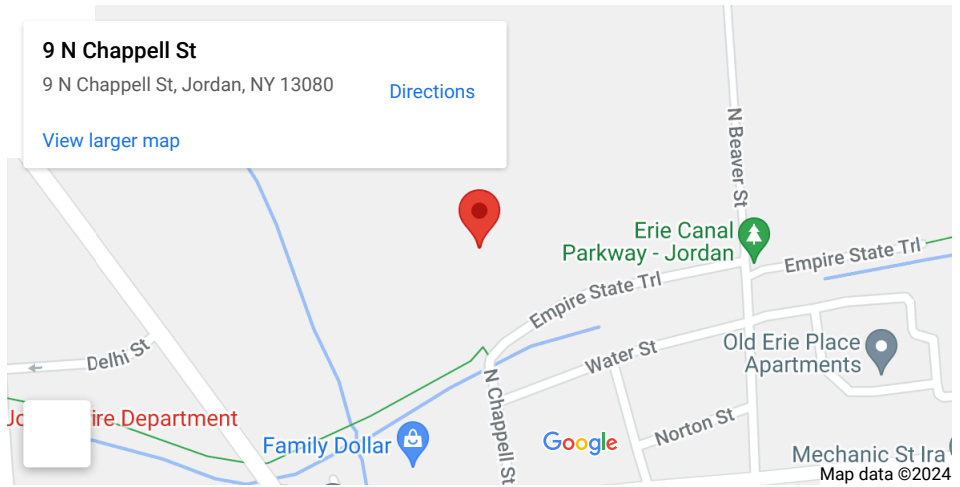 9 N Chappell St
9 N Chappell St, Jordan, NY 13080
Directions
View larger map
N Beaver St
Erie Canal
Parkway - Jordan
Empire State Trl
Empire State Trl
Delhi St
Water St
Old Erie Place
Apartments
N Chappell St
Norton St
ire Department
Family Dollar
Google
Mechanic St Ira
Map data ©2024